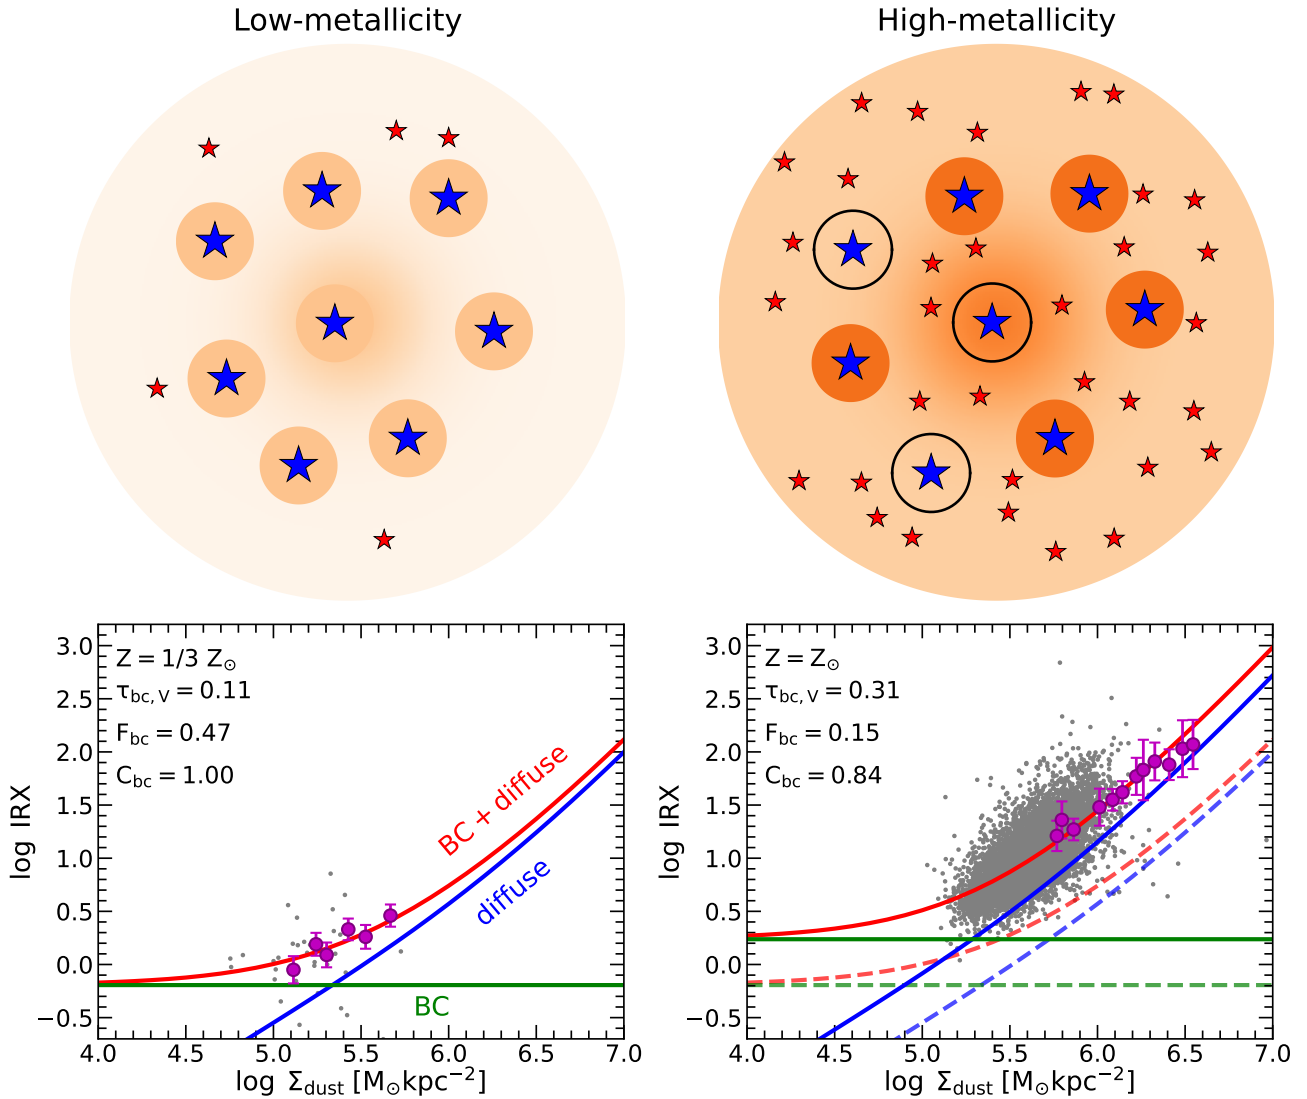 Low-metallicity
High-metallicity
3.0
2.5
2.0
1.5
1.0
0.5
0.0
−0.5
log IRX
Z = 1/3 Z⊙
τbc, V = 0.11
Fbc = 0.47
Cbc = 1.00
BC + diffuse
diffuse
BC
4.0 4.5 5.0 5.5 6.0 6.5 7.0
log Σdust [M⊙kpc−2]
3.0
2.5
2.0
1.5
1.0
0.5
0.0
−0.5
log IRX
Z = Z⊙
τbc, V = 0.31
Fbc = 0.15
Cbc = 0.84
4.0 4.5 5.0 5.5 6.0 6.5 7.0
log Σdust [M⊙kpc−2]